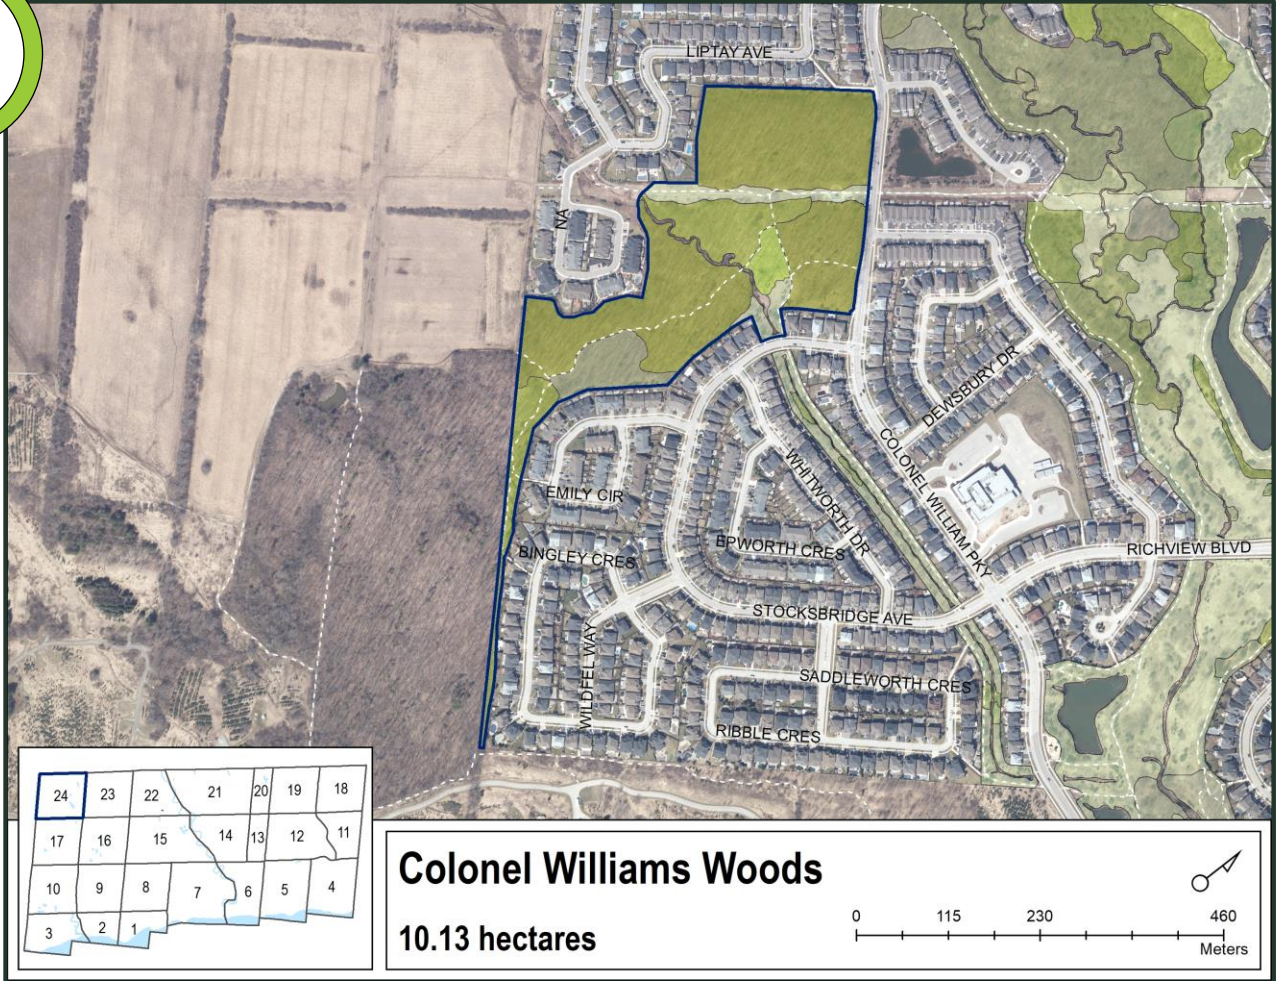 LIPTAY AVE
NA
DEWSBURY DR
COLONEL WILLIAM PKY
WHITWORTH DR
EMILY CIR
EPWORTH CRES
BINGLEY CRES
RICHVIEW BLVD
STOCKSBRIDGE AVE
WILDFEEL WAY
SADDLEWORTH CRES
RIBBLE CRES
24 23 22 21 20 19 18
17 16 15 14 13 12 11
10 9 8 7 6 5 4
3 2 1
Colonel Williams Woods
10.13 hectares
0 115 230 460
Meters